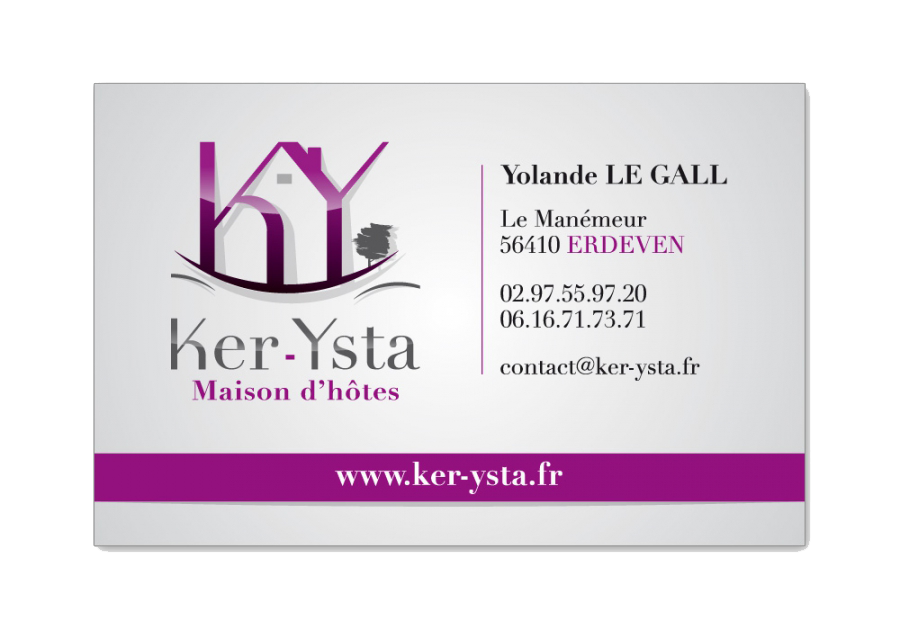 KY
Ker-Ysta
Maison d'hôtes
Yolande LE GALL
Le Manémeur
56410 ERDEVEN
02.97.55.97.20
06.16.71.73.71
contact@ker-ysta.fr
www.ker-ysta.fr